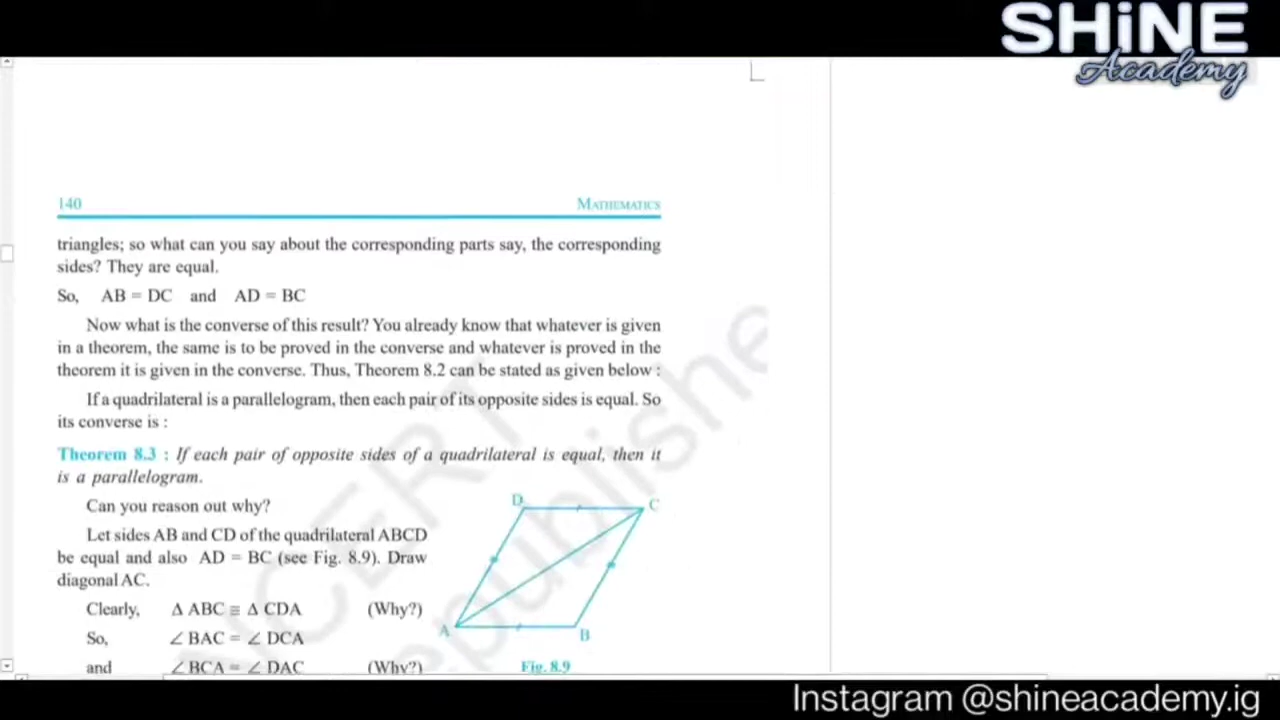 SHiNE
Academy
140 MATHEMATICS
triangles; so what can you say about the corresponding parts say, the corresponding
sides? They are equal.
So, AB = DC and AD = BC
Now what is the converse of this result? You already know that whatever is given
in a theorem, the same is to be proved in the converse and whatever is proved in the
theorem it is given in the converse. Thus, Theorem 8.2 can be stated as given below :
If a quadrilateral is a parallelogram, then each pair of its opposite sides is equal. So
its converse is :
Theorem 8.3 : If each pair of opposite sides of a quadrilateral is equal, then it
is a parallelogram.
Can you reason out why?
Let sides AB and CD of the quadrilateral ABCD
be equal and also AD = BC (see Fig. 8.9). Draw
diagonal AC.
Clearly, Δ ABC ≡ Δ CDA (Why?)
So, ∠ BAC = ∠ DCA
and ∠ BCA = ∠ DAC (Why?)
D C
A B
Fig. 8.9
NCERT
republishe
Instagram @shineacademy.ig